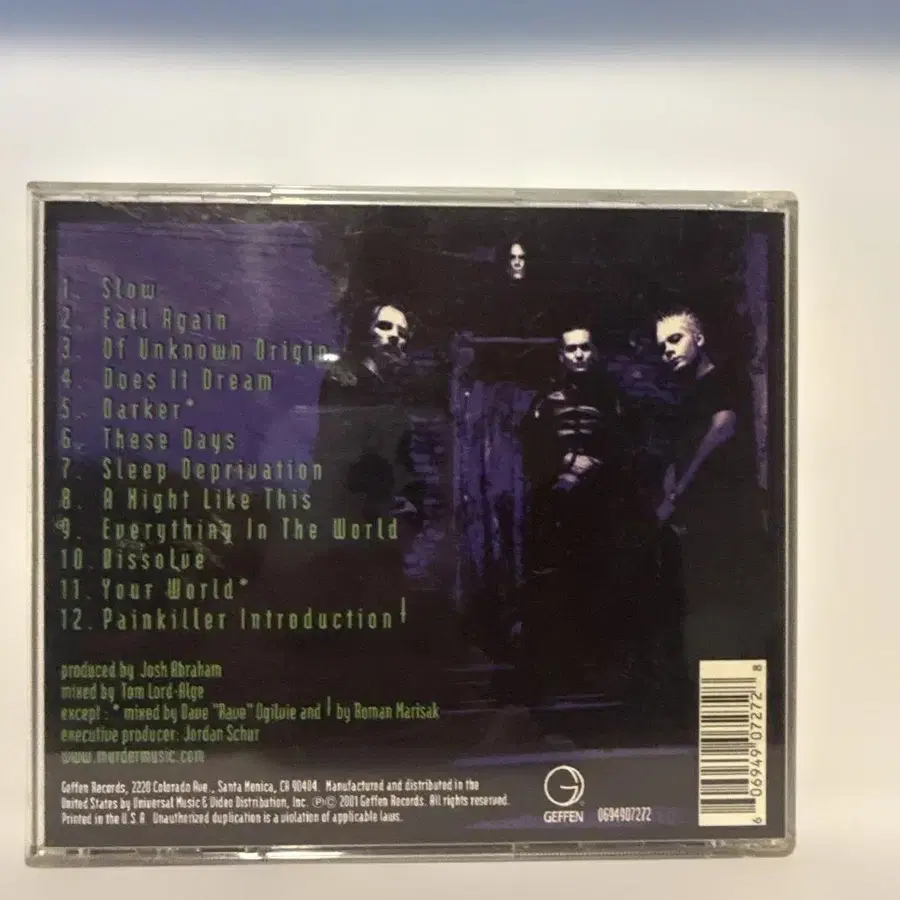 1. Slow
2. Fall Again
3. Of Unknown Origin
4. Does It Dream
5. Darker*
6. These Days
7. Sleep Deprivation
8. A Night Like This
9. Everything In The World
10. Dissolve
11. Your World*
12. Painkiller Introduction†
produced by Josh Abraham
mixed by Tom Lord-Alge
except : * mixed by Dave "Rave" Ogilvie and † by Roman Marisak
executive producer: Jordan Schur
www.murdermusic.com
Geffen Records, 2220 Colorado Ave., Santa Monica, CA 90404. Manufactured and distributed in the
United States by Universal Music & Video Distribution, Inc. ℗© 2001 Geffen Records. All rights reserved.
Printed in the U.S.A. Unauthorized duplication is a violation of applicable laws.
GEFFEN
0694907272
6 06949 07272 8